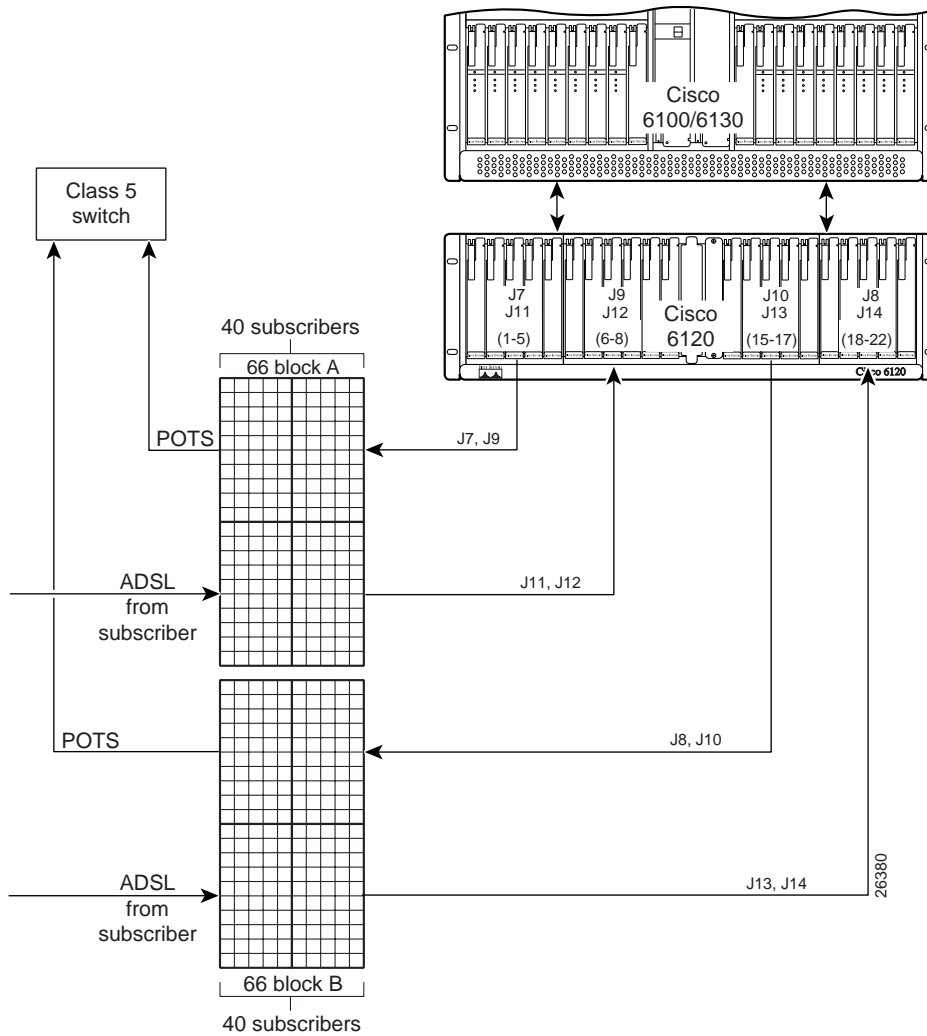 Cisco
6100/6130
Class 5
switch
J7
J11
(1-5)
J9
J12
(6-8)
Cisco
6120
J10
J13
(15-17)
J8
J14
(18-22)
Cisco 6120
40 subscribers
66 block A
POTS
J7, J9
ADSL
from
subscriber
J11, J12
POTS
J8, J10
ADSL
from
subscriber
J13, J14
26380
66 block B
40 subscribers